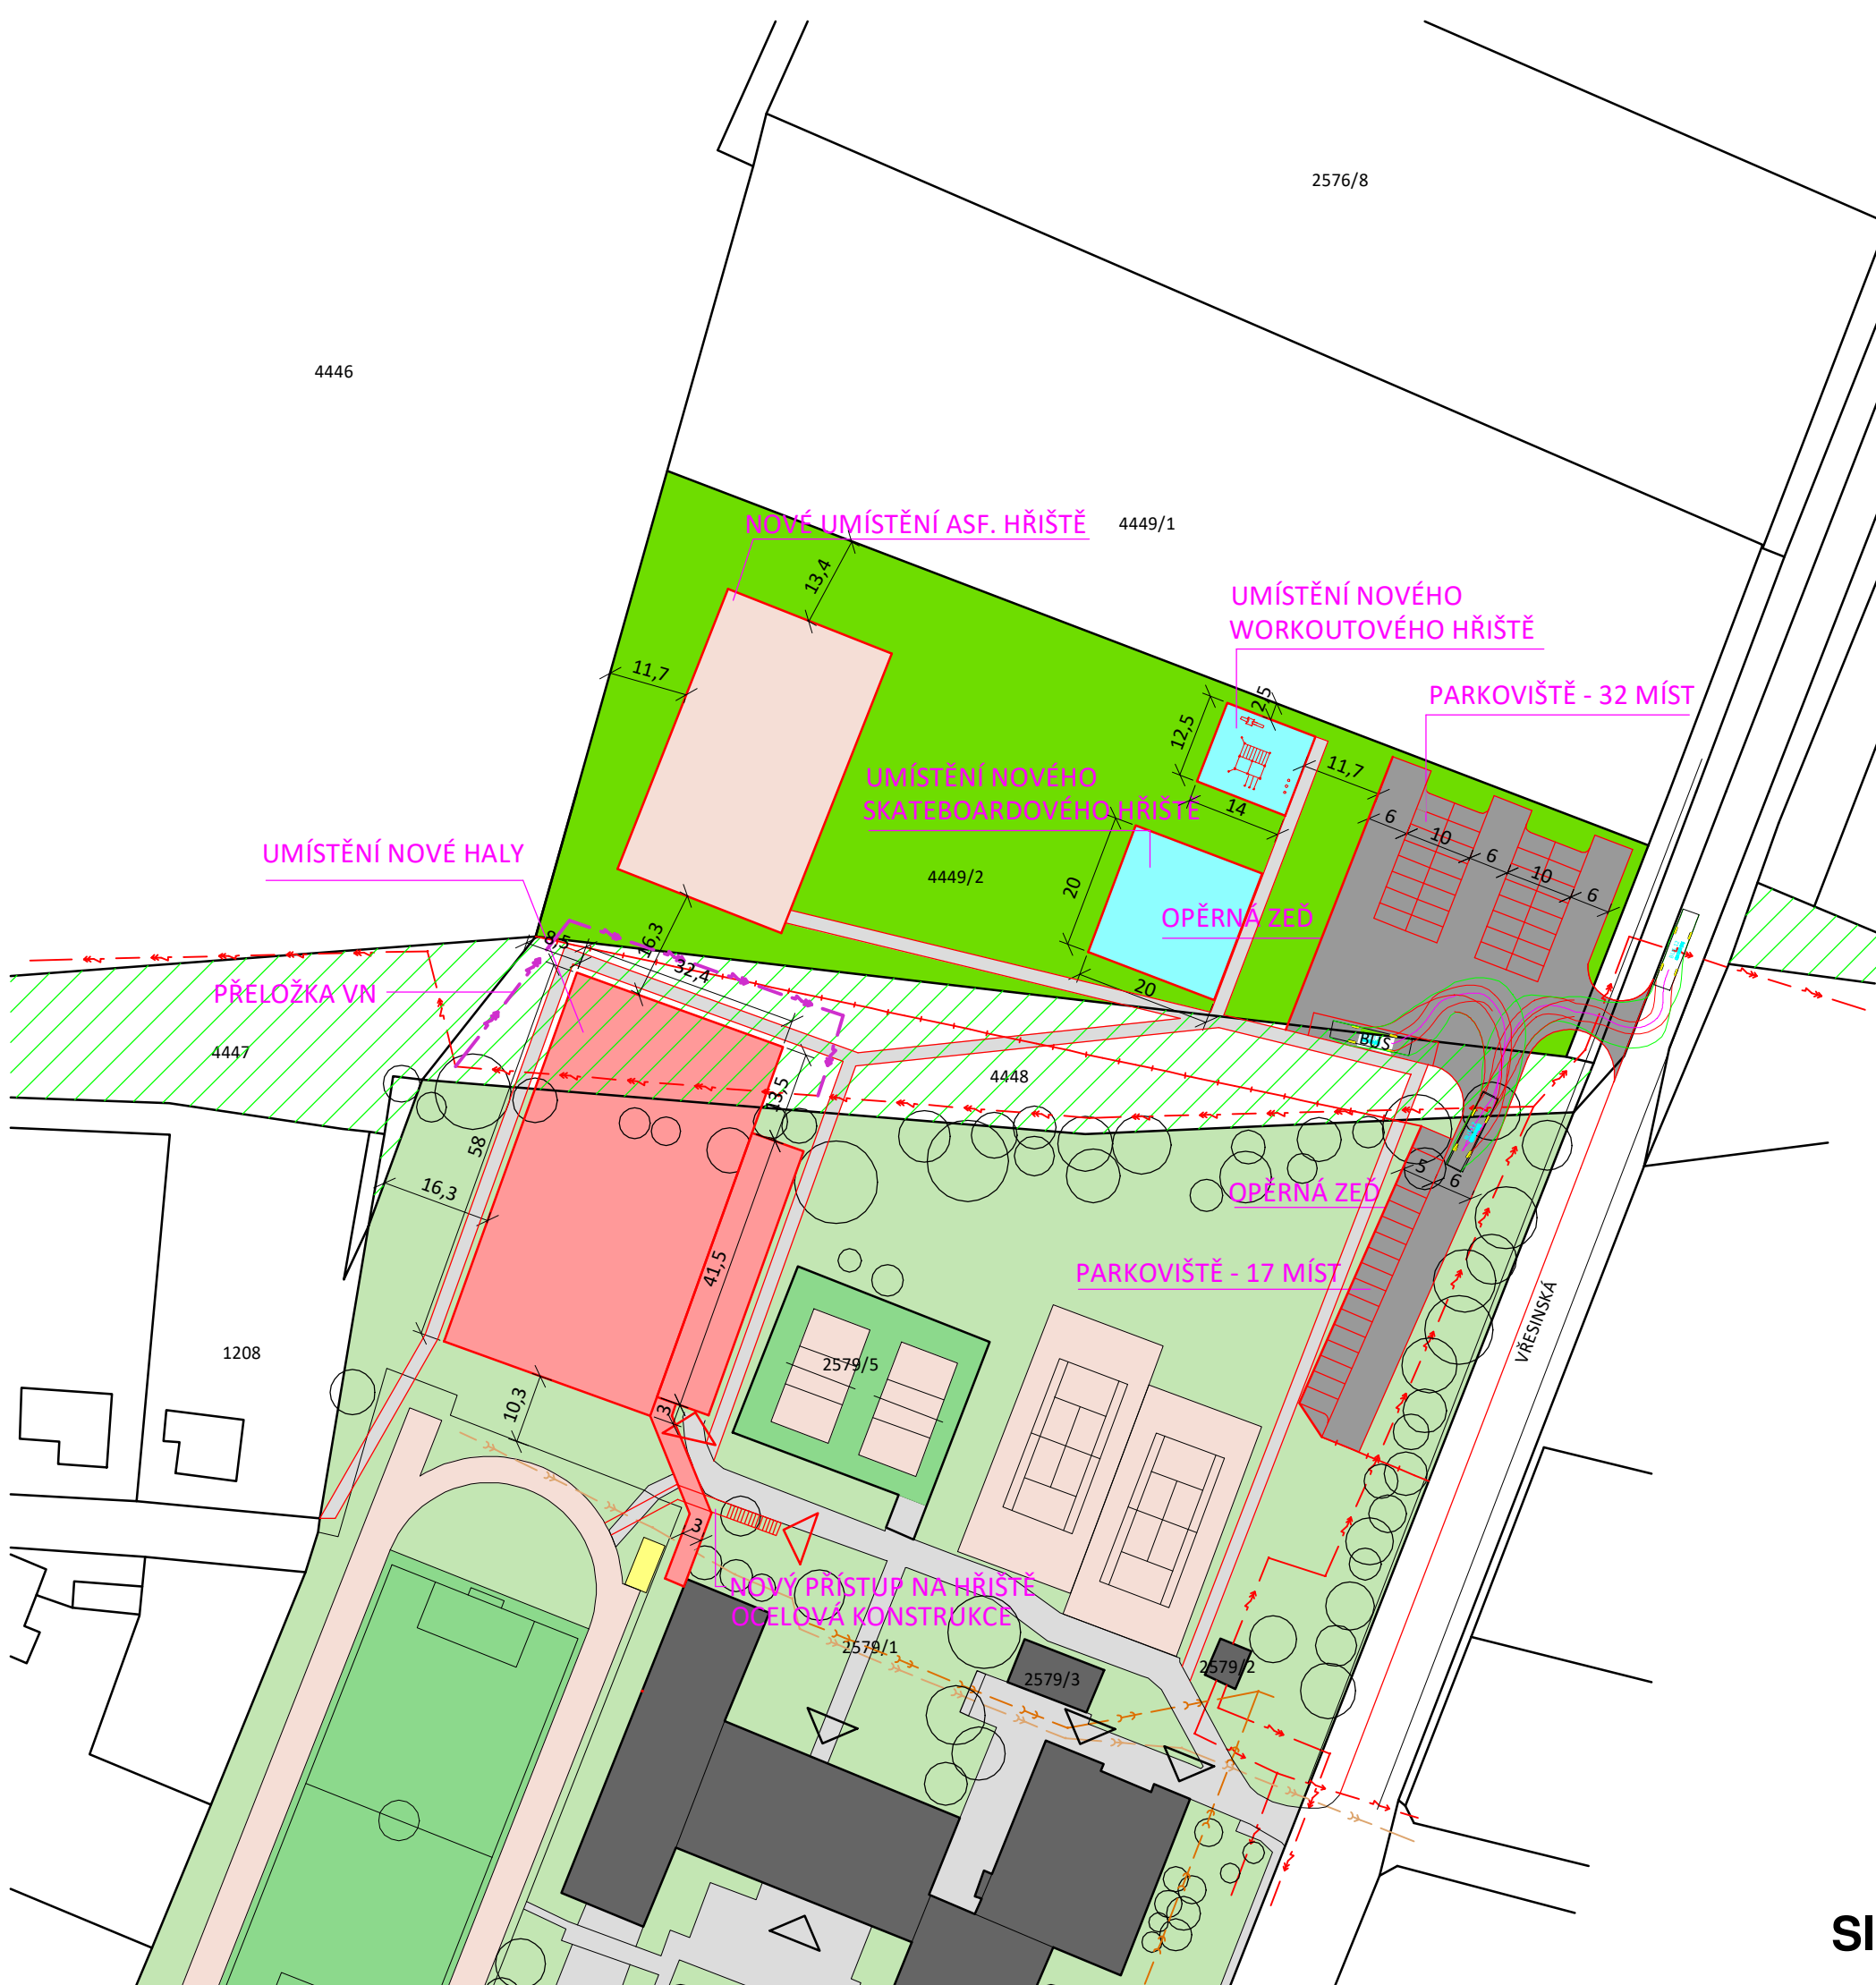 2576/8
4446
NOVÉ UMÍSTĚNÍ ASF. HŘIŠTĚ
4449/1
13,4
UMÍSTĚNÍ NOVÉHO
WORKOUTOVÉHO HŘIŠTĚ
11,7
2,5
PARKOVIŠTĚ - 32 MÍST
12,5
11,7
UMÍSTĚNÍ NOVÉHO
SKATEBOARDOVÉHO HŘIŠTĚ
14
6
10
6
10
6
UMÍSTĚNÍ NOVÉ HALY
4449/2
20
OPĚRNÁ ZEĎ
8,5
16,3
32,4
PŘELOŽKA VN
20
BUS
4447
4448
13,5
58
16,3
5
6
OPĚRNÁ ZEĎ
41,5
PARKOVIŠTĚ - 17 MÍST
VŘESINSKÁ
1208
2579/5
10,3
3
3
NOVÝ PŘÍSTUP NA HŘIŠTĚ
OCELOVÁ KONSTRUKCE
2579/1
2579/3
2579/2
SI